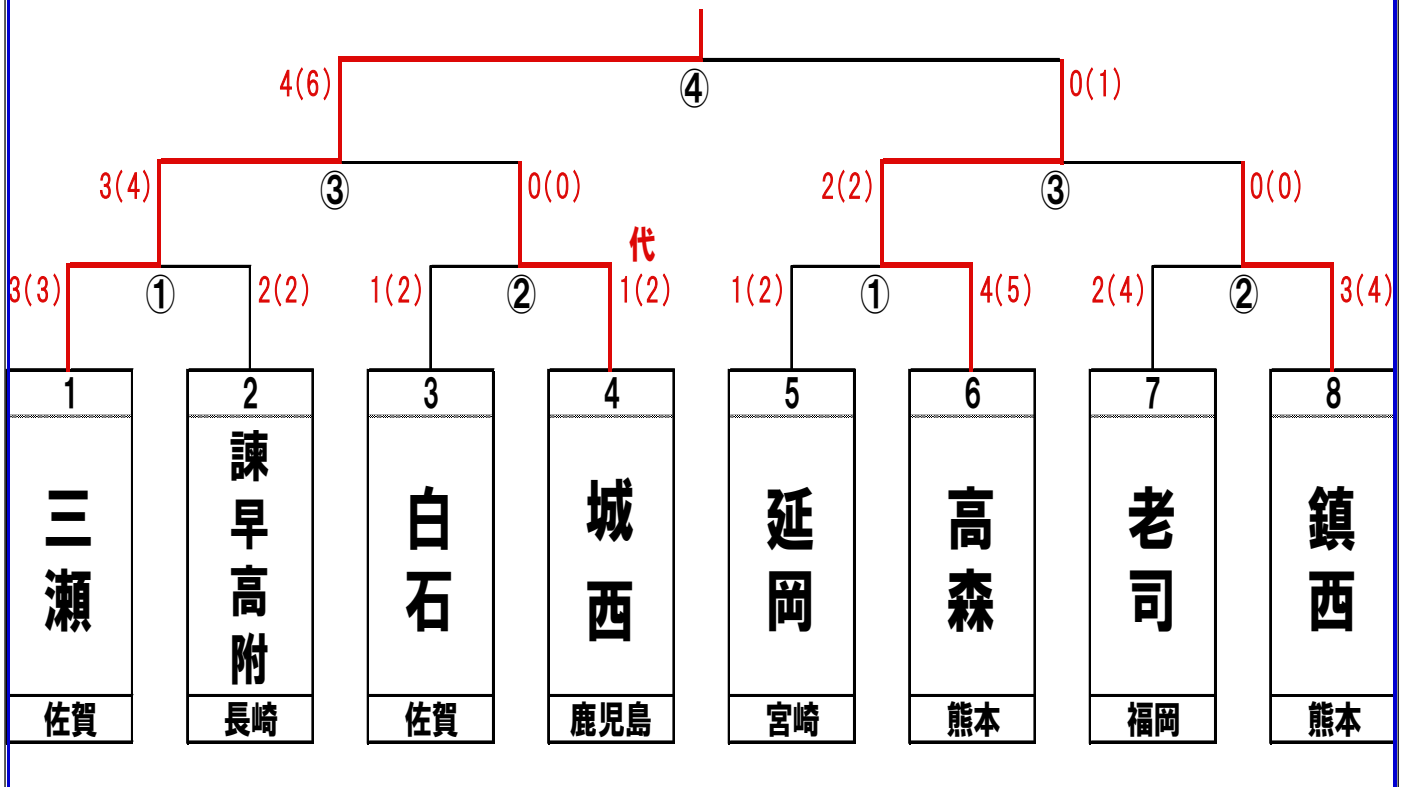 4(6)
④
0(1)
3(4)
③
0(0)
2(2)
③
0(0)
代
3(3)
①
2(2)
1(2)
②
1(2)
1(2)
①
4(5)
2(4)
②
3(4)
1
2
3
4
5
6
7
8
三瀬
諫早高附
白石
城西
延岡
高森
老司
鎮西
佐賀
長崎
佐賀
鹿児島
宮崎
熊本
福岡
熊本